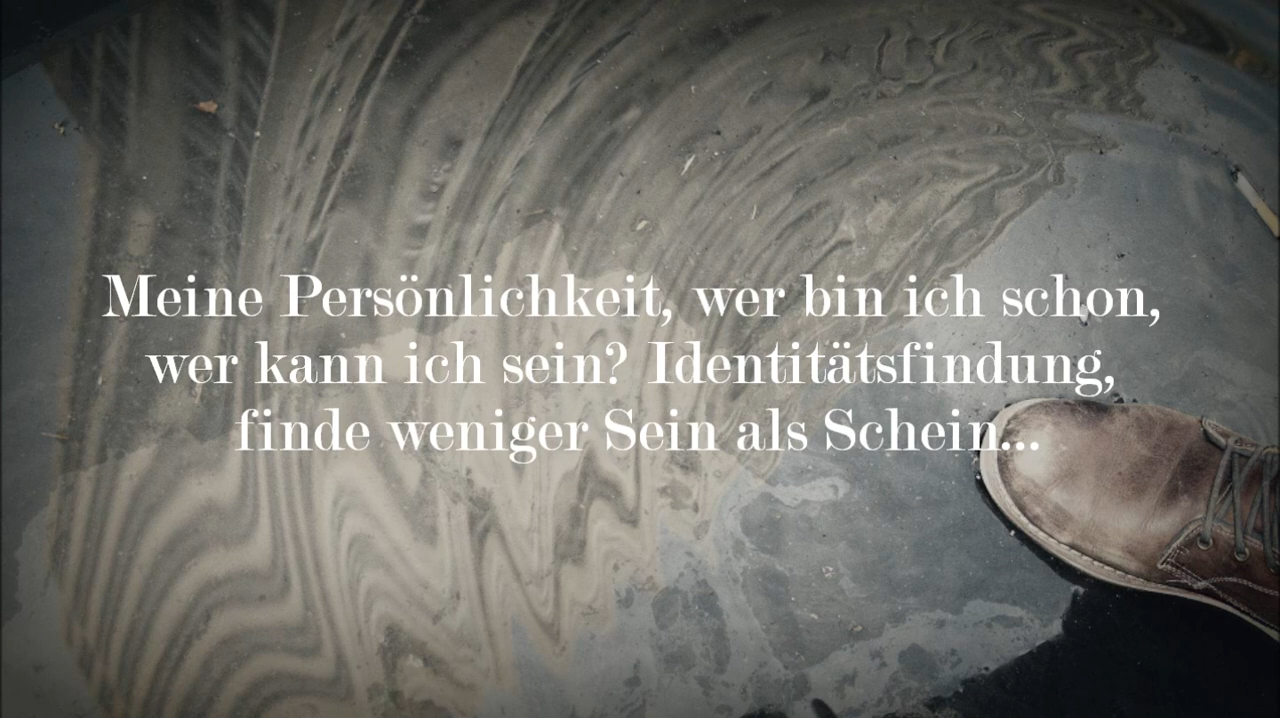 Meine Persönlichkeit, wer bin ich schon,
wer kann ich sein? Identitätsfindung,
finde weniger Sein als Schein...